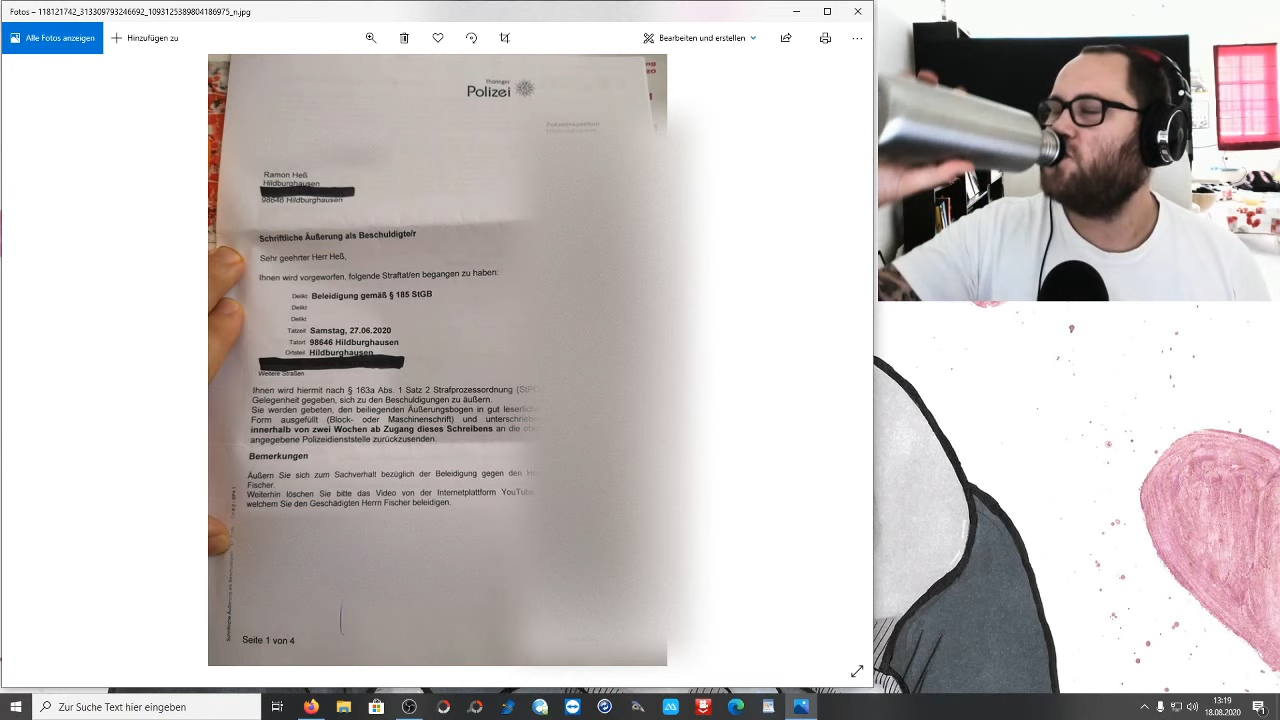 Fotos – 118121742_313309793246692_1093125389804186975_n.jpg
Alle Fotos anzeigen
Hinzufügen zu
Bearbeiten und erstellen
Thüringer
Polizei
Ramon Heß
Hildburghausen
98646 Hildburghausen
Schriftliche Äußerung als Beschuldigte/r
Sehr geehrter Herr Heß,
Ihnen wird vorgeworfen, folgende Straftat/en begangen zu haben:
Delikt Beleidigung gemäß § 185 StGB
Delikt
Delikt
Tatzeit Samstag, 27.06.2020
Tatort 98646 Hildburghausen
Ortsteil Hildburghausen
Weitere Straßen
Ihnen wird hiermit nach § 163a Abs. 1 Satz 2 Strafprozessordnung (StPO
Gelegenheit gegeben, sich zu den Beschuldigungen zu äußern.
Sie werden gebeten, den beiliegenden Äußerungsbogen in gut leserliche
Form ausgefüllt (Block- oder Maschinenschrift) und unterschrieben
innerhalb von zwei Wochen ab Zugang dieses Schreibens an die
angegebene Polizeidienststelle zurückzusenden.
Bemerkungen
Äußern Sie sich zum Sachverhalt bezüglich der Beleidigung gegen den
Fischer.
Weiterhin löschen Sie bitte das Video von der Internetplattform YouTube
welchem Sie den Geschädigten Herrn Fischer beleidigen.
Seite 1 von 4
Zur Suche Text hier eingeben
13:19
18.08.2020